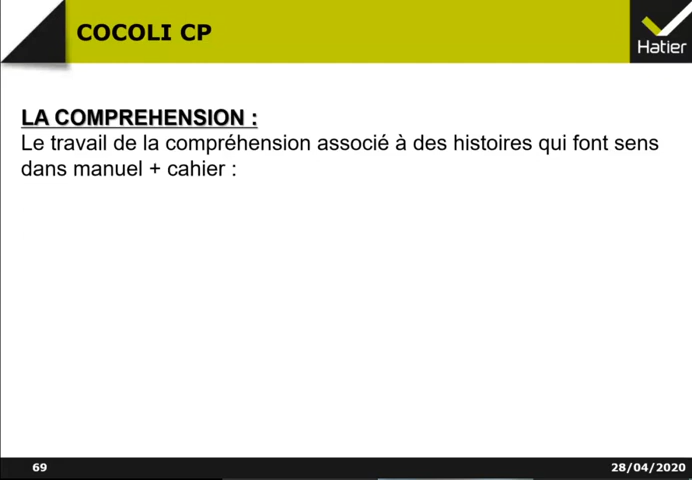 COCOLI CP
Hatier
LA COMPREHENSION :
Le travail de la compréhension associé à des histoires qui font sens
dans manuel + cahier :
69
28/04/2020